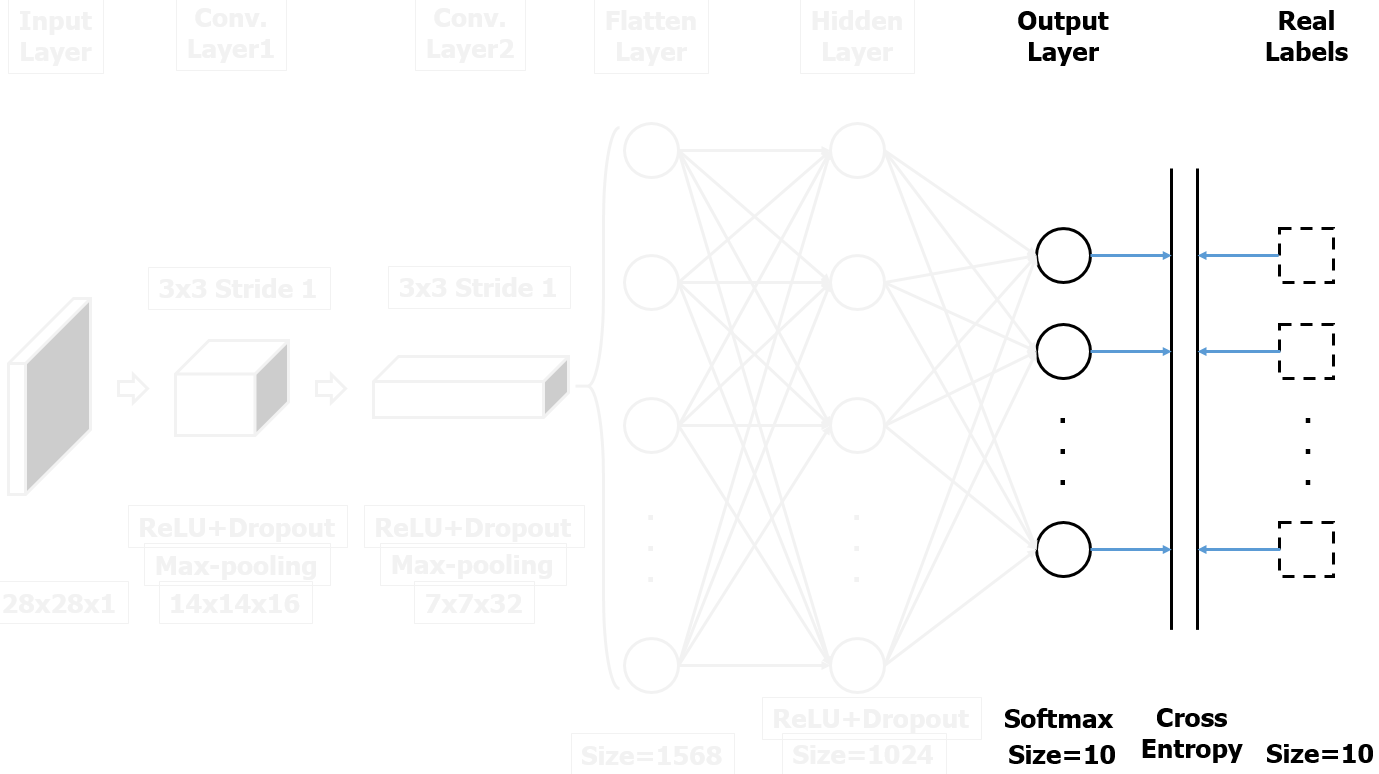 Input
Layer
Conv.
Layer1
Conv.
Layer2
Flatten
Layer
Hidden
Layer
Output
Layer
Real
Labels
3x3 Stride 1
3x3 Stride 1
ReLU+Dropout
Max-pooling
28x28x1
14x14x16
ReLU+Dropout
Max-pooling
7x7x32
Size=1568
ReLU+Dropout
Size=1024
Softmax
Size=10
Cross
Entropy
Size=10